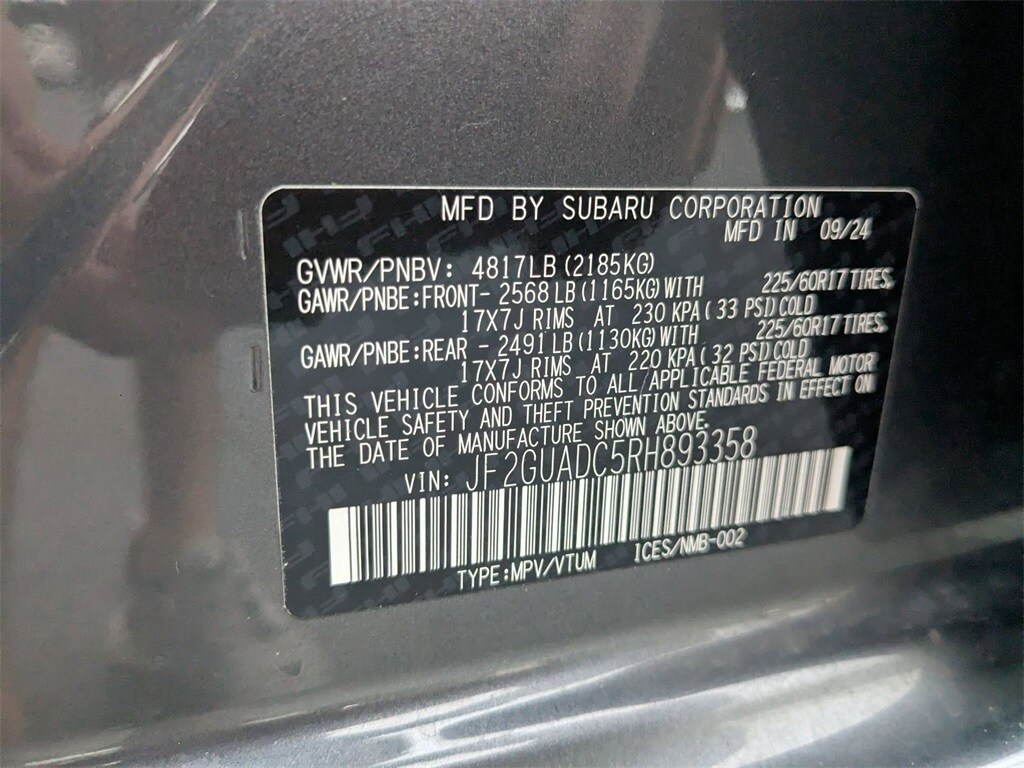 MFD BY SUBARU CORPORATION
MFD IN 09/24
GVWR/PNBV: 4817LB (2185KG)
GAWR/PNBE:FRONT- 2568 LB (1165KG) WITH 225/60R17 TIRES,
17X7J RIMS AT 230 KPA (33 PSI) COLD
GAWR/PNBE:REAR - 2491 LB (1130KG) WITH 225/60R17 TIRES,
17X7J RIMS AT 220 KPA (32 PSI) COLD
THIS VEHICLE CONFORMS TO ALL APPLICABLE FEDERAL MOTOR
VEHICLE SAFETY AND THEFT PREVENTION STANDARDS IN EFFECT ON
THE DATE OF MANUFACTURE SHOWN ABOVE.
VIN: JF2GUADC5RH893358
TYPE:MPV/VTUM ICES/NMB-002